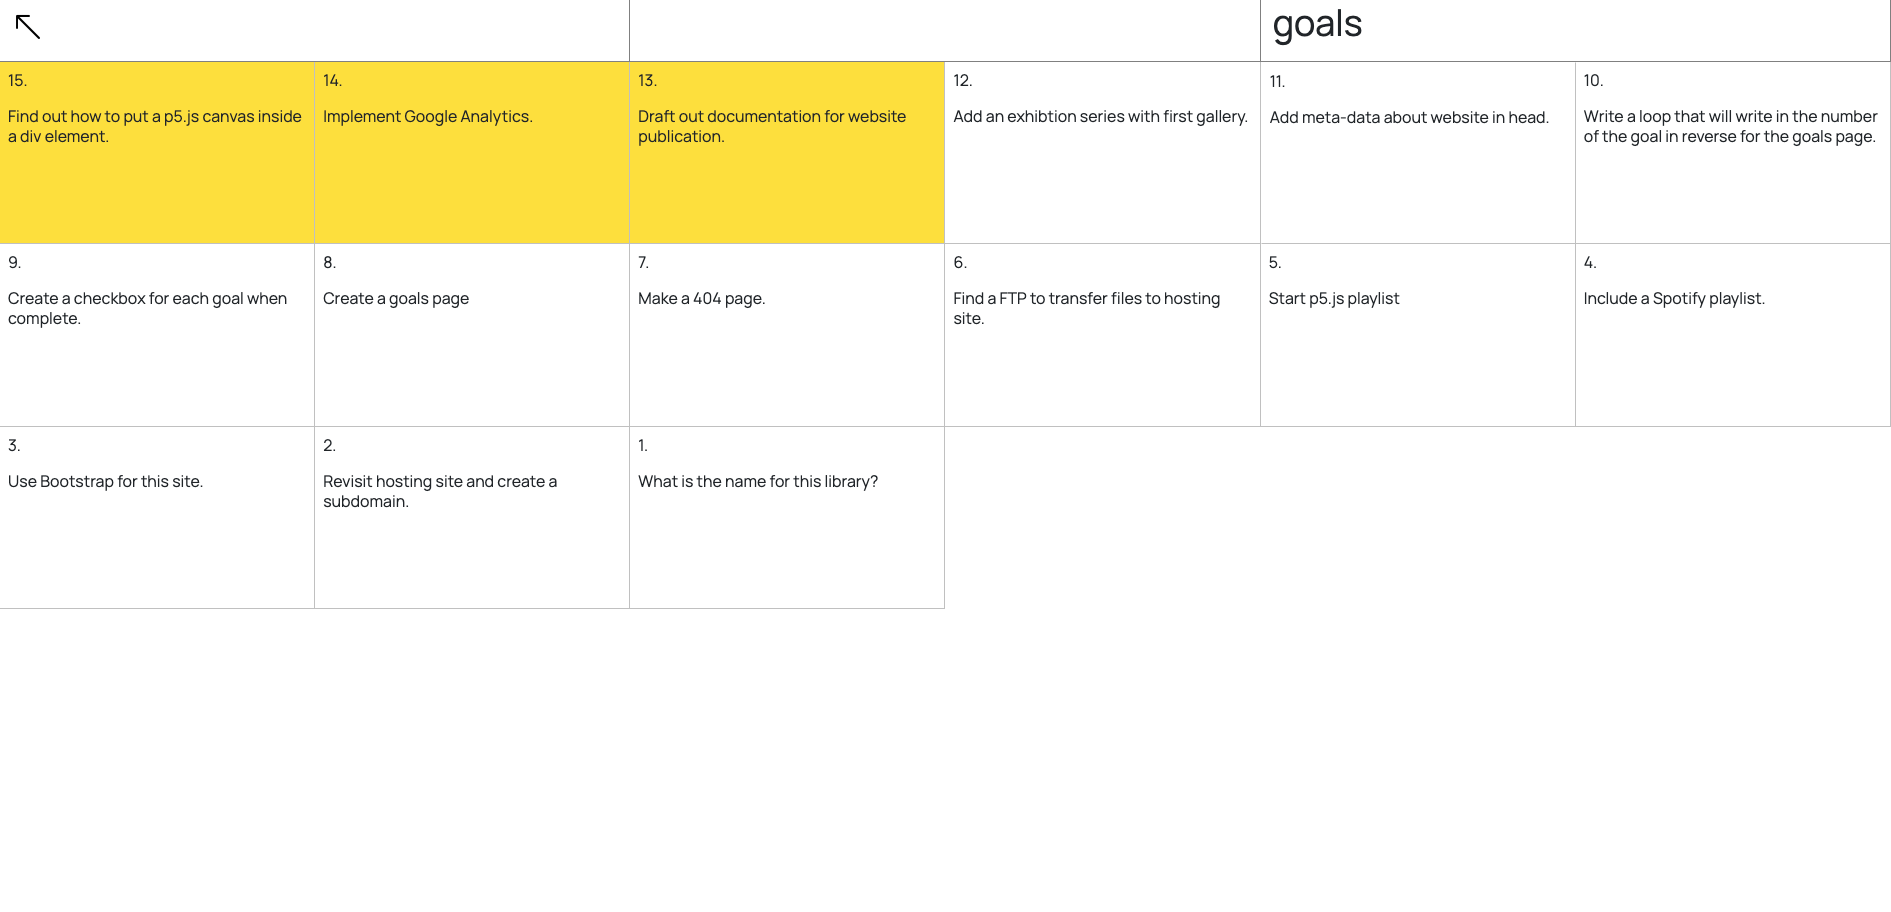 goals
15.
Find out how to put a p5.js canvas inside
a div element.
14.
Implement Google Analytics.
13.
Draft out documentation for website
publication.
12.
Add an exhibtion series with first gallery.
11.
Add meta-data about website in head.
10.
Write a loop that will write in the number
of the goal in reverse for the goals page.
9.
Create a checkbox for each goal when
complete.
8.
Create a goals page
7.
Make a 404 page.
6.
Find a FTP to transfer files to hosting
site.
5.
Start p5.js playlist
4.
Include a Spotify playlist.
3.
Use Bootstrap for this site.
2.
Revisit hosting site and create a
subdomain.
1.
What is the name for this library?